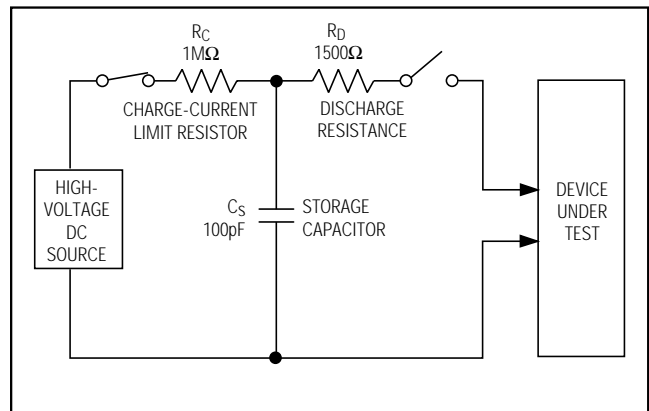 R_C
1MΩ
CHARGE-CURRENT
LIMIT RESISTOR
R_D
1500Ω
DISCHARGE
RESISTANCE
HIGH-
VOLTAGE
DC
SOURCE
C_S
100pF
STORAGE
CAPACITOR
DEVICE
UNDER
TEST